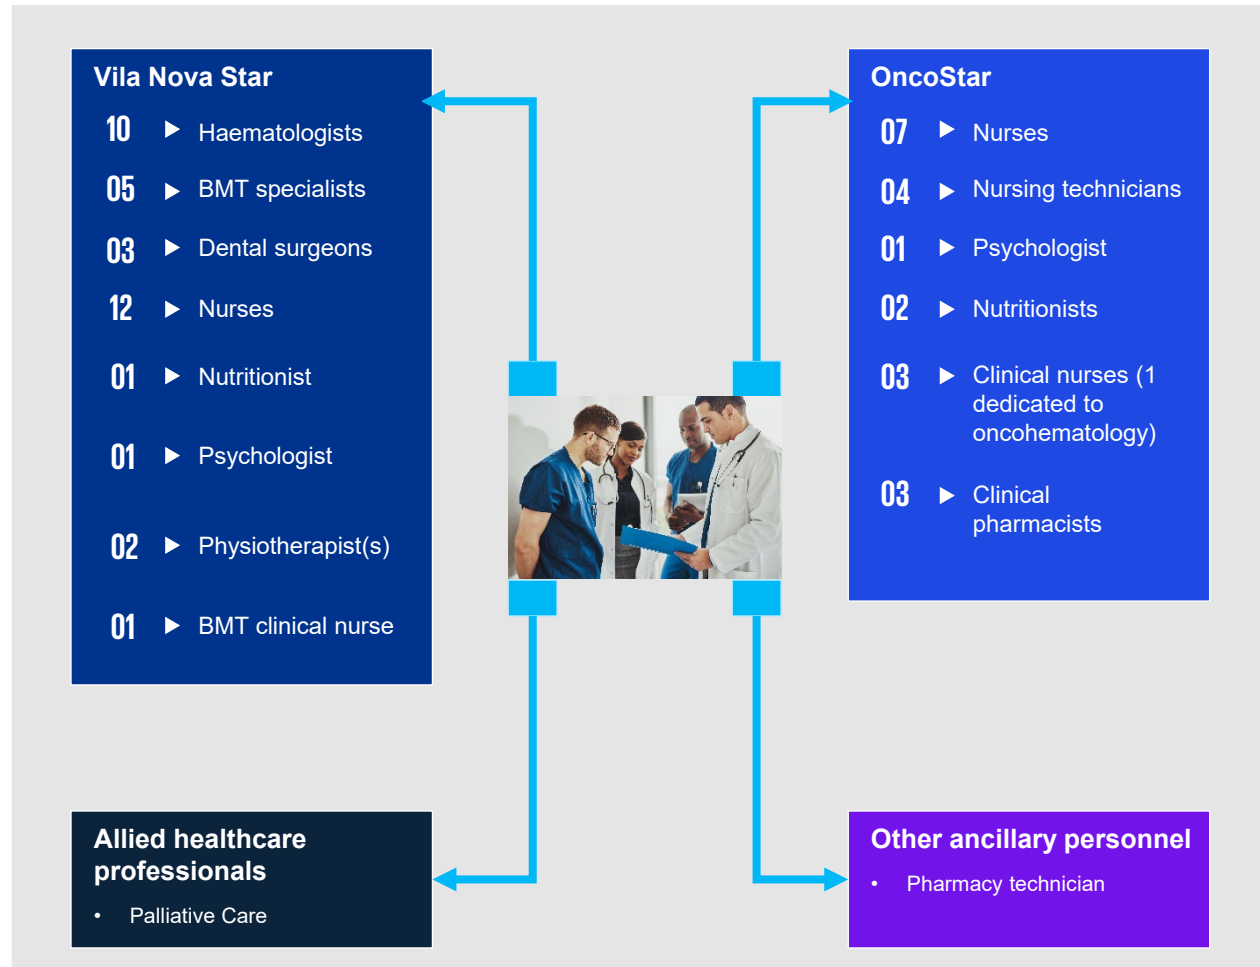 Vila Nova Star
10 ▶ Haematologists
05 ▶ BMT specialists
03 ▶ Dental surgeons
12 ▶ Nurses
01 ▶ Nutritionist
01 ▶ Psychologist
02 ▶ Physiotherapist(s)
01 ▶ BMT clinical nurse
OncoStar
07 ▶ Nurses
04 ▶ Nursing technicians
01 ▶ Psychologist
02 ▶ Nutritionists
03 ▶ Clinical nurses (1
dedicated to
oncohematology)
03 ▶ Clinical
pharmacists
Allied healthcare
professionals
• Palliative Care
Other ancillary personnel
• Pharmacy technician